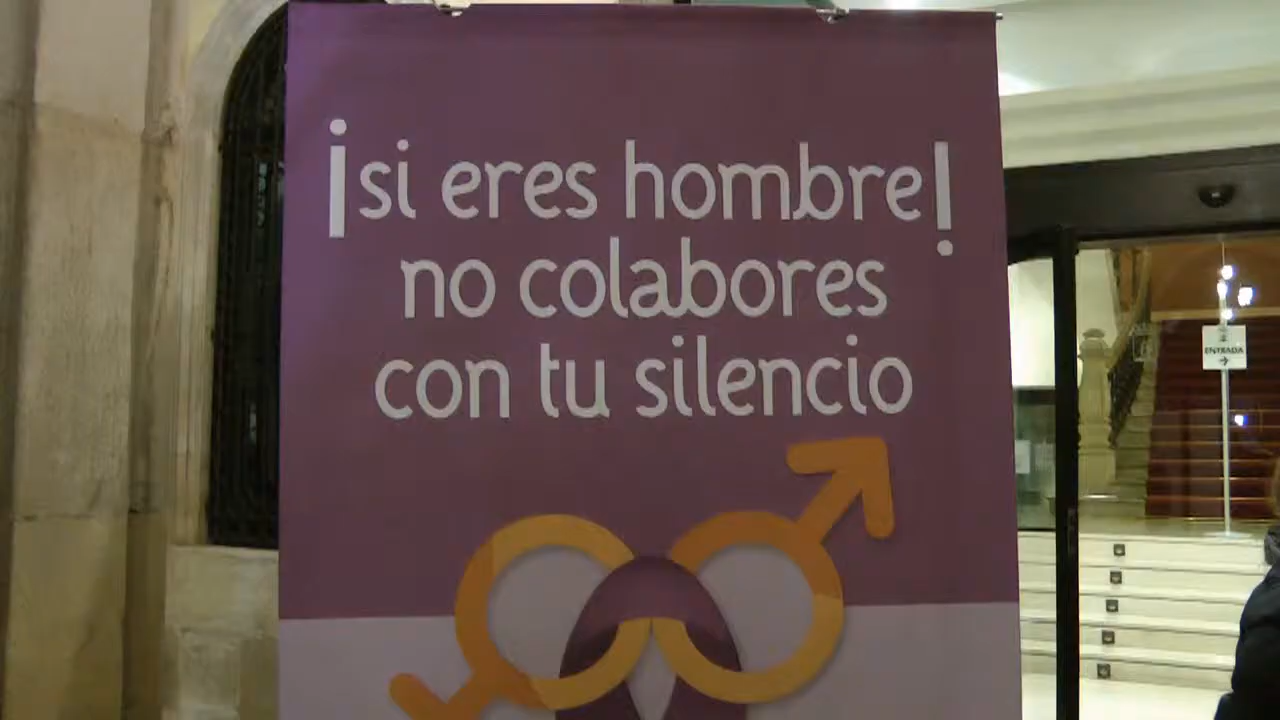 ¡si eres hombre!
no colabores
con tu silencio
ENTRADA
→